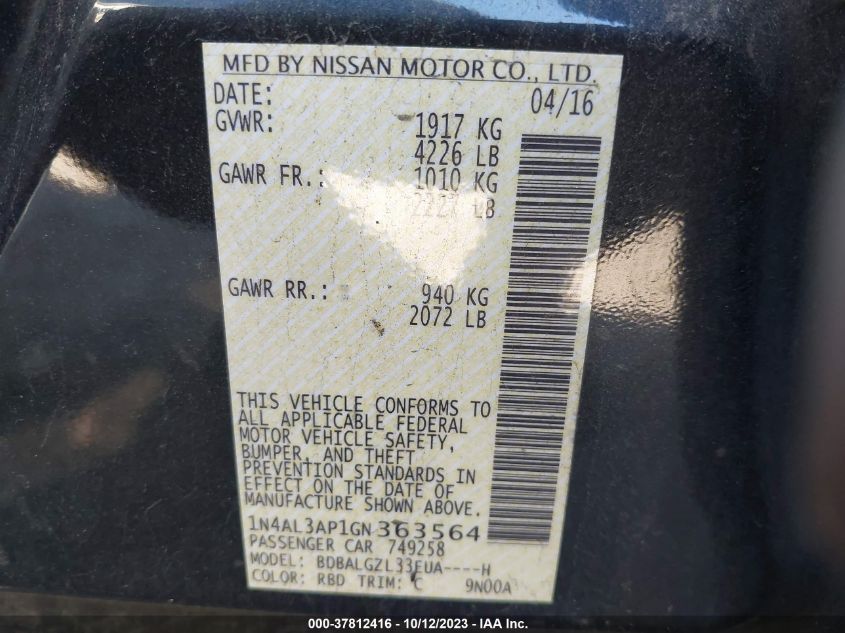 MFD BY NISSAN MOTOR CO., LTD.
DATE: 04/16
GVWR: 1917 KG
4226 LB
GAWR FR.: 1010 KG
2227 LB
GAWR RR.: 940 KG
2072 LB
THIS VEHICLE CONFORMS TO
ALL APPLICABLE FEDERAL
MOTOR VEHICLE SAFETY,
BUMPER, AND THEFT
PREVENTION STANDARDS IN
EFFECT ON THE DATE OF
MANUFACTURE SHOWN ABOVE.
1N4AL3AP1GN363564
PASSENGER CAR 749258
MODEL: BDBALGZL33EUA----H
COLOR: RBD TRIM: C 9N00A
000-37812416 - 10/12/2023 - IAA Inc.